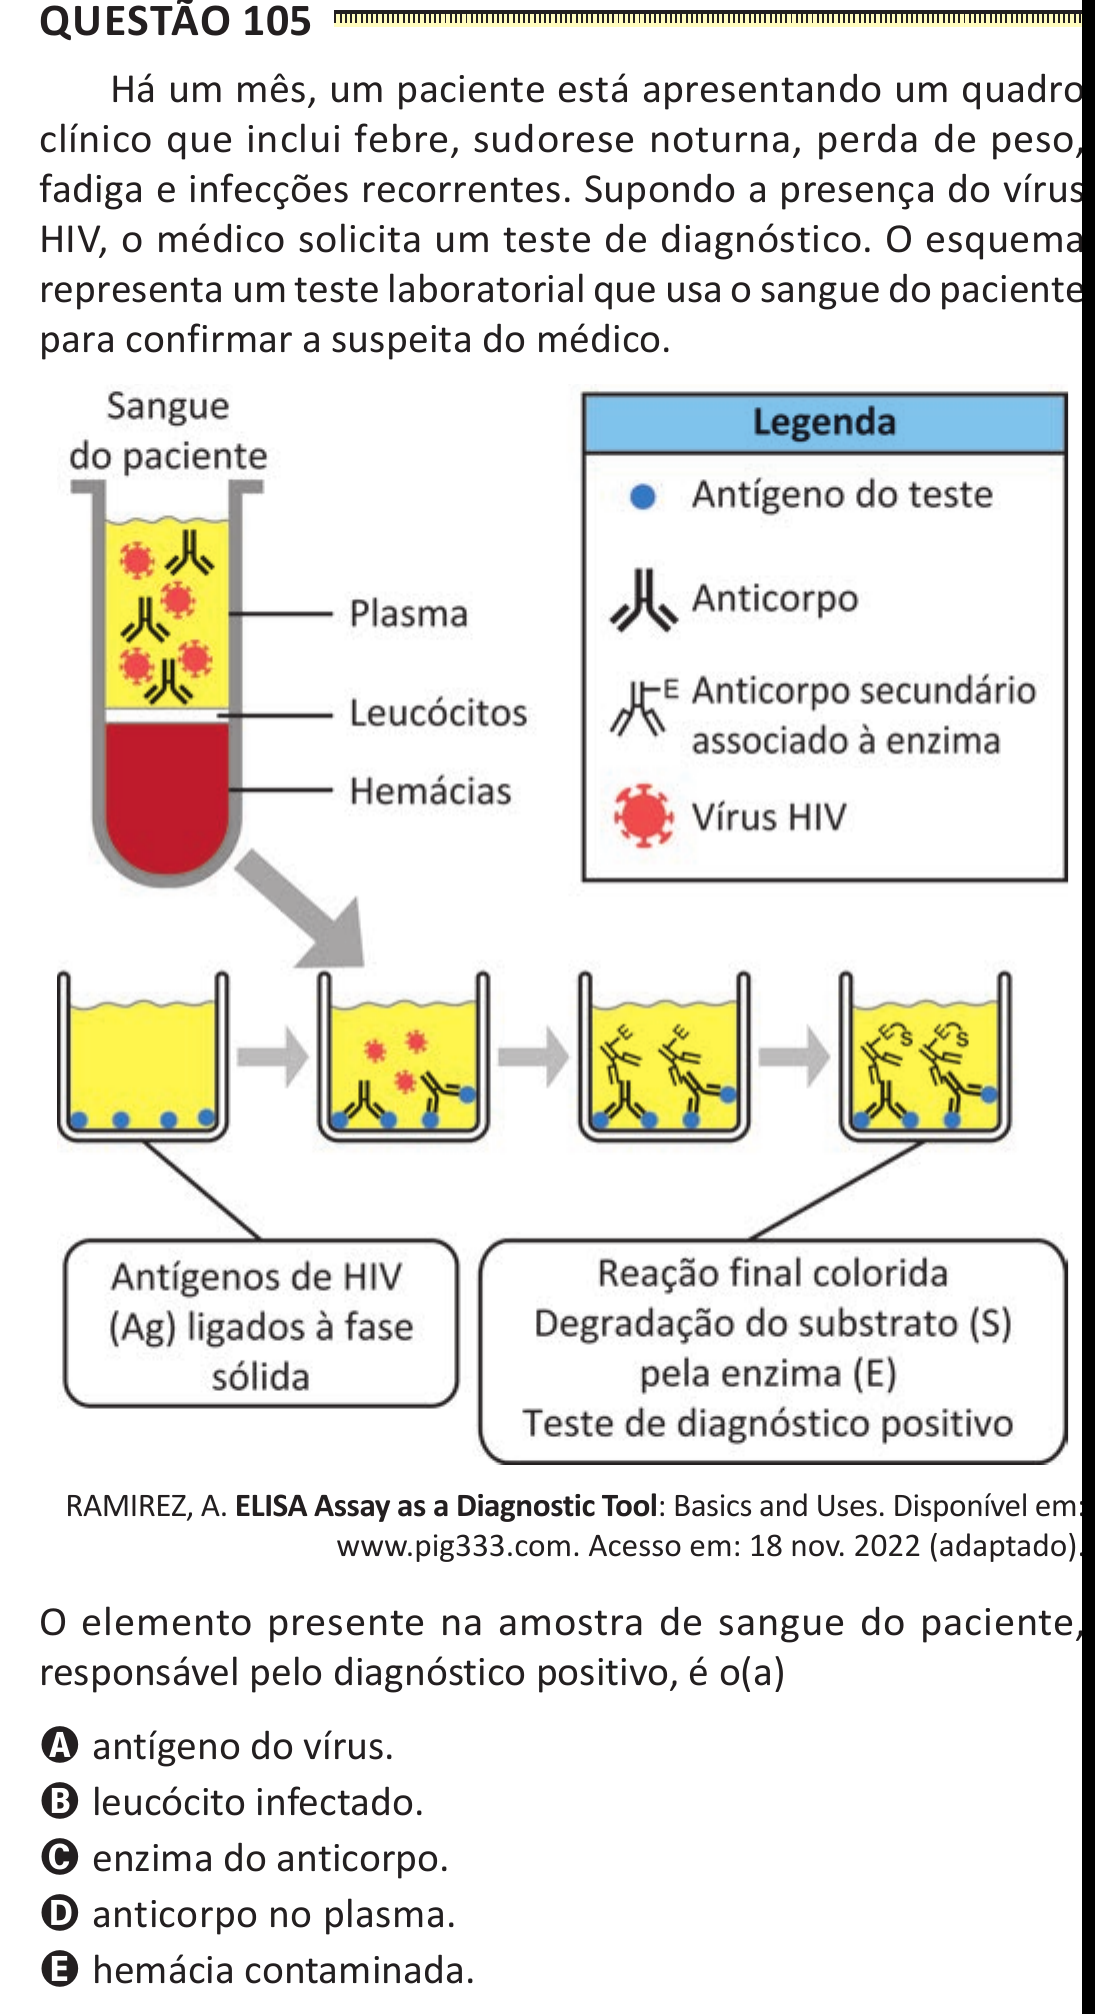 QUESTÃO 105
Há um mês, um paciente está apresentando um quadro
clínico que inclui febre, sudorese noturna, perda de peso,
fadiga e infecções recorrentes. Supondo a presença do vírus
HIV, o médico solicita um teste de diagnóstico. O esquema
representa um teste laboratorial que usa o sangue do paciente
para confirmar a suspeita do médico.
Sangue
do paciente
Plasma
Leucócitos
Hemácias
Legenda
Antígeno do teste
Anticorpo
E Anticorpo secundário
associado à enzima
Vírus HIV
E E
E S E S
Antígenos de HIV
(Ag) ligados à fase
sólida
Reação final colorida
Degradação do substrato (S)
pela enzima (E)
Teste de diagnóstico positivo
RAMIREZ, A. ELISA Assay as a Diagnostic Tool: Basics and Uses. Disponível em:
www.pig333.com. Acesso em: 18 nov. 2022 (adaptado).
O elemento presente na amostra de sangue do paciente,
responsável pelo diagnóstico positivo, é o(a)
A antígeno do vírus.
B leucócito infectado.
C enzima do anticorpo.
D anticorpo no plasma.
E hemácia contaminada.